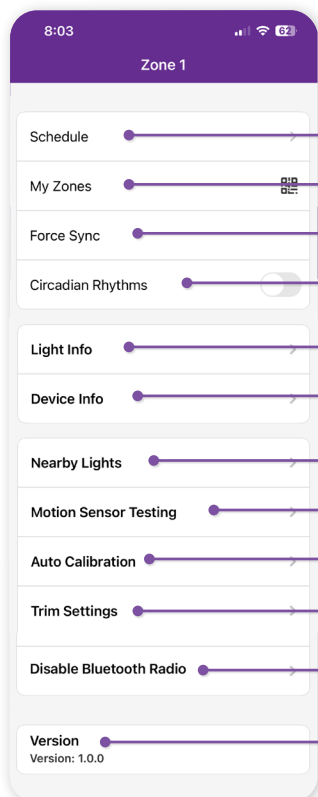 8:03
62
Zone 1
Schedule
My Zones
Force Sync
Circadian Rhythms
Light Info
Device Info
Nearby Lights
Motion Sensor Testing
Auto Calibration
Trim Settings
Disable Bluetooth Radio
Version
Version: 1.0.0